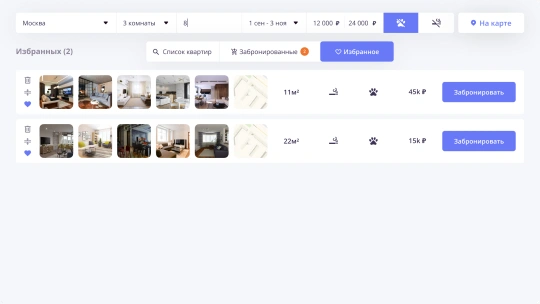 Москва 3 комнаты 8 1 сен - 3 ноя 12 000 ₽ 24 000 ₽ На карте
Избранных (2) Список квартир Забронированные Избранное
11м² 45k ₽ Забронировать
22м² 15k ₽ Забронировать